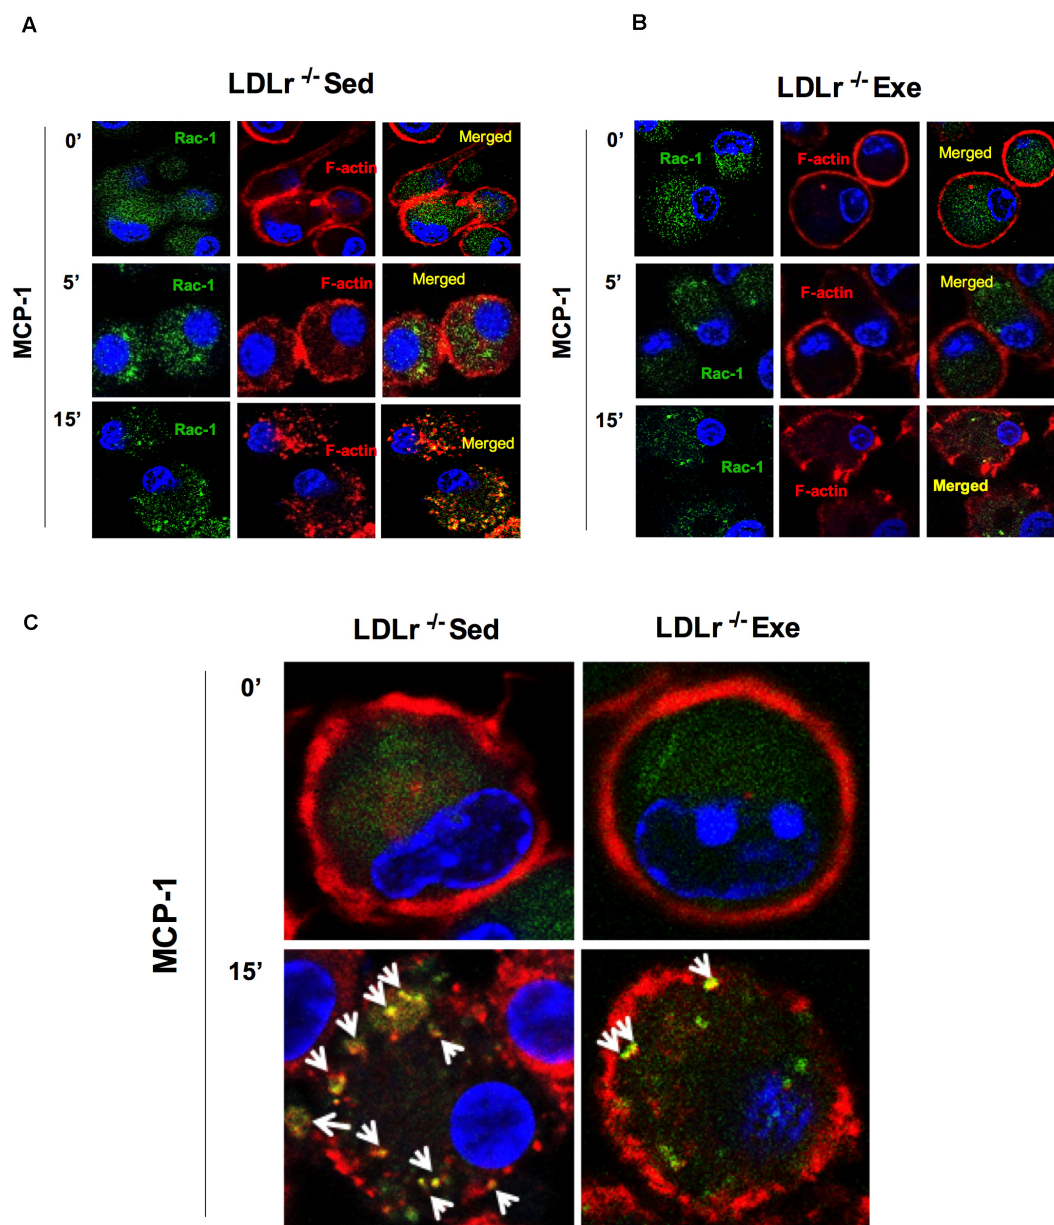 A
B
LDLr -/- Sed
LDLr -/- Exe
0’
Rac-1
F-actin
Merged
0’
Rac-1
F-actin
Merged
MCP-1
5’
Rac-1
F-actin
Merged
MCP-1
5’
Rac-1
F-actin
Merged
15’
Rac-1
F-actin
Merged
15’
Rac-1
F-actin
Merged
C
LDLr -/- Sed
LDLr -/- Exe
0’
MCP-1
15’